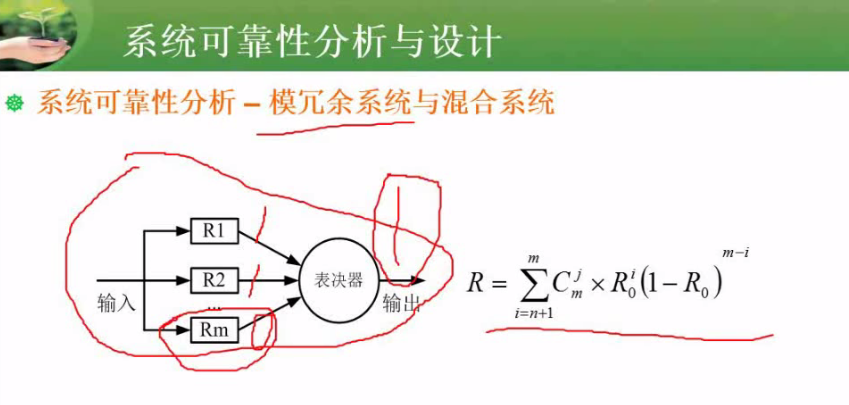 系统可靠性分析与设计
系统可靠性分析 – 模冗余系统与混合系统
R1
R2
...
Rm
输入
表决器
输出
R = \sum_{i=n+1}^{m} C_m^j × R_0^i (1 − R_0)^{m−i}